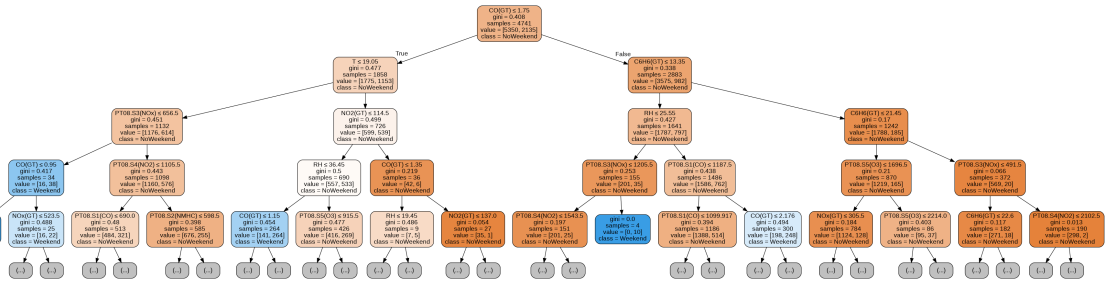 CO(GT) ≤ 1.75
gini = 0.408
samples = 4741
value = [5350, 2135]
class = NoWeekend
True
False
T ≤ 19.05
gini = 0.477
samples = 1858
value = [1775, 1153]
class = NoWeekend
C6H6(GT) ≤ 13.35
gini = 0.338
samples = 2883
value = [3575, 982]
class = NoWeekend
PT08.S3(NOx) ≤ 656.5
gini = 0.451
samples = 1132
value = [1176, 614]
class = NoWeekend
NO2(GT) ≤ 114.5
gini = 0.499
samples = 726
value = [599, 539]
class = NoWeekend
RH ≤ 25.55
gini = 0.427
samples = 1641
value = [1787, 797]
class = NoWeekend
C6H6(GT) ≤ 21.45
gini = 0.17
samples = 1242
value = [1788, 185]
class = NoWeekend
CO(GT) ≤ 0.95
gini = 0.417
samples = 34
value = [16, 38]
class = Weekend
PT08.S4(NO2) ≤ 1105.5
gini = 0.443
samples = 1098
value = [1160, 576]
class = NoWeekend
RH ≤ 36.45
gini = 0.5
samples = 690
value = [557, 533]
class = NoWeekend
CO(GT) ≤ 1.35
gini = 0.219
samples = 36
value = [42, 6]
class = NoWeekend
PT08.S3(NOx) ≤ 1205.5
gini = 0.253
samples = 155
value = [201, 35]
class = NoWeekend
PT08.S1(CO) ≤ 1187.5
gini = 0.438
samples = 1486
value = [1586, 762]
class = NoWeekend
PT08.S5(O3) ≤ 1696.5
gini = 0.21
samples = 870
value = [1219, 165]
class = NoWeekend
PT08.S3(NOx) ≤ 491.5
gini = 0.066
samples = 372
value = [569, 20]
class = NoWeekend
NOx(GT) ≤ 523.5
gini = 0.488
samples = 25
value = [16, 22]
class = Weekend
PT08.S1(CO) ≤ 690.0
gini = 0.48
samples = 513
value = [484, 321]
class = NoWeekend
PT08.S2(NMHC) ≤ 598.5
gini = 0.398
samples = 585
value = [676, 255]
class = NoWeekend
CO(GT) ≤ 1.15
gini = 0.454
samples = 264
value = [141, 264]
class = Weekend
PT08.S5(O3) ≤ 915.5
gini = 0.477
samples = 426
value = [416, 269]
class = NoWeekend
RH ≤ 19.45
gini = 0.486
samples = 9
value = [7, 5]
class = NoWeekend
NO2(GT) ≤ 137.0
gini = 0.054
samples = 27
value = [35, 1]
class = NoWeekend
PT08.S4(NO2) ≤ 1543.5
gini = 0.197
samples = 151
value = [201, 25]
class = NoWeekend
gini = 0.0
samples = 4
value = [0, 10]
class = Weekend
PT08.S1(CO) ≤ 1099.917
gini = 0.394
samples = 1186
value = [1388, 514]
class = NoWeekend
CO(GT) ≤ 2.176
gini = 0.494
samples = 300
value = [198, 248]
class = Weekend
NOx(GT) ≤ 305.5
gini = 0.184
samples = 784
value = [1124, 128]
class = NoWeekend
PT08.S5(O3) ≤ 2214.0
gini = 0.403
samples = 86
value = [95, 37]
class = NoWeekend
C6H6(GT) ≤ 22.6
gini = 0.117
samples = 182
value = [271, 18]
class = NoWeekend
PT08.S4(NO2) ≤ 2102.5
gini = 0.013
samples = 190
value = [298, 2]
class = NoWeekend
(...) (...) (...) (...) (...) (...) (...) (...) (...) (...) (...) (...) (...) (...) (...) (...) (...) (...) (...) (...) (...) (...) (...) (...) (...) (...) (...) (...)